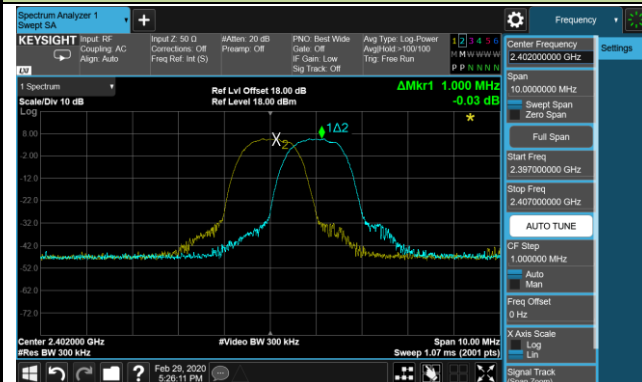 Spectrum Analyzer 1
Swept SA
+
Frequency
KEYSIGHT
Input: RF
Coupling: AC
Align: Auto
Input Z: 50 Ω
Corrections: Off
Freq Ref: Int (S)
#Atten: 20 dB
Preamp: Off
PNO: Best Wide
Gate: Off
IF Gain: Low
Sig Track: Off
Avg Type: Log-Power
Avg|Hold:>100/100
Trig: Free Run
1 2 3 4 5 6
M M W W W W
P P N N N N
LXI
1 Spectrum
Scale/Div 10 dB
Ref Lvl Offset 18.00 dB
Ref Level 18.00 dBm
ΔMkr1 1.000 MHz
-0.03 dB
*
Log
8.00
-2.00
-12.0
-22.0
-32.0
-42.0
-52.0
-62.0
-72.0
X2
1Δ2
Center 2.402000 GHz
#Res BW 300 kHz
#Video BW 300 kHz
Span 10.00 MHz
Sweep 1.07 ms (2001 pts)
Center Frequency
2.402000000 GHz
Settings
Span
10.0000000 MHz
Swept Span
Zero Span
Full Span
Start Freq
2.397000000 GHz
Stop Freq
2.407000000 GHz
AUTO TUNE
CF Step
1.000000 MHz
Auto
Man
Freq Offset
0 Hz
X Axis Scale
Log
Lin
Signal Track
(Span Zoom)
?
Feb 29, 2020
5:26:11 PM